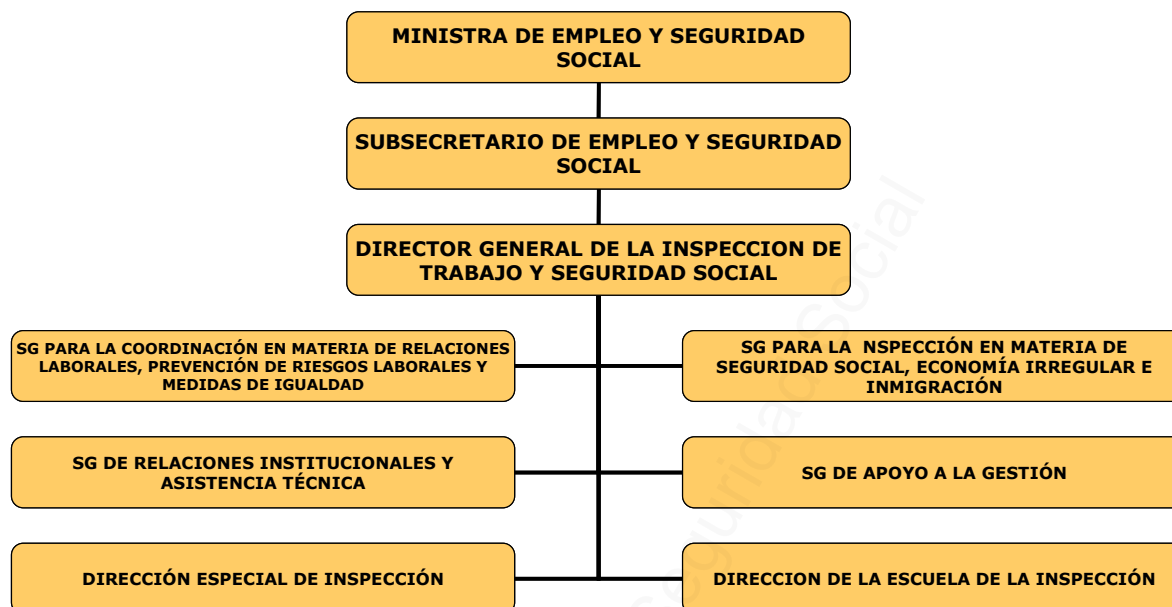 MINISTRA DE EMPLEO Y SEGURIDAD
SOCIAL
SUBSECRETARIO DE EMPLEO Y SEGURIDAD
SOCIAL
DIRECTOR GENERAL DE LA INSPECCION DE
TRABAJO Y SEGURIDAD SOCIAL
SG PARA LA COORDINACIÓN EN MATERIA DE RELACIONES
LABORALES, PREVENCIÓN DE RIESGOS LABORALES Y
MEDIDAS DE IGUALDAD
SG PARA LA  NSPECCIÓN EN MATERIA DE
SEGURIDAD SOCIAL, ECONOMÍA IRREGULAR E
INMIGRACIÓN
SG DE RELACIONES INSTITUCIONALES Y
ASISTENCIA TÉCNICA
SG DE APOYO A LA GESTIÓN
DIRECCIÓN ESPECIAL DE INSPECCIÓN
DIRECCION DE LA ESCUELA DE LA INSPECCIÓN
SeguridadSocial